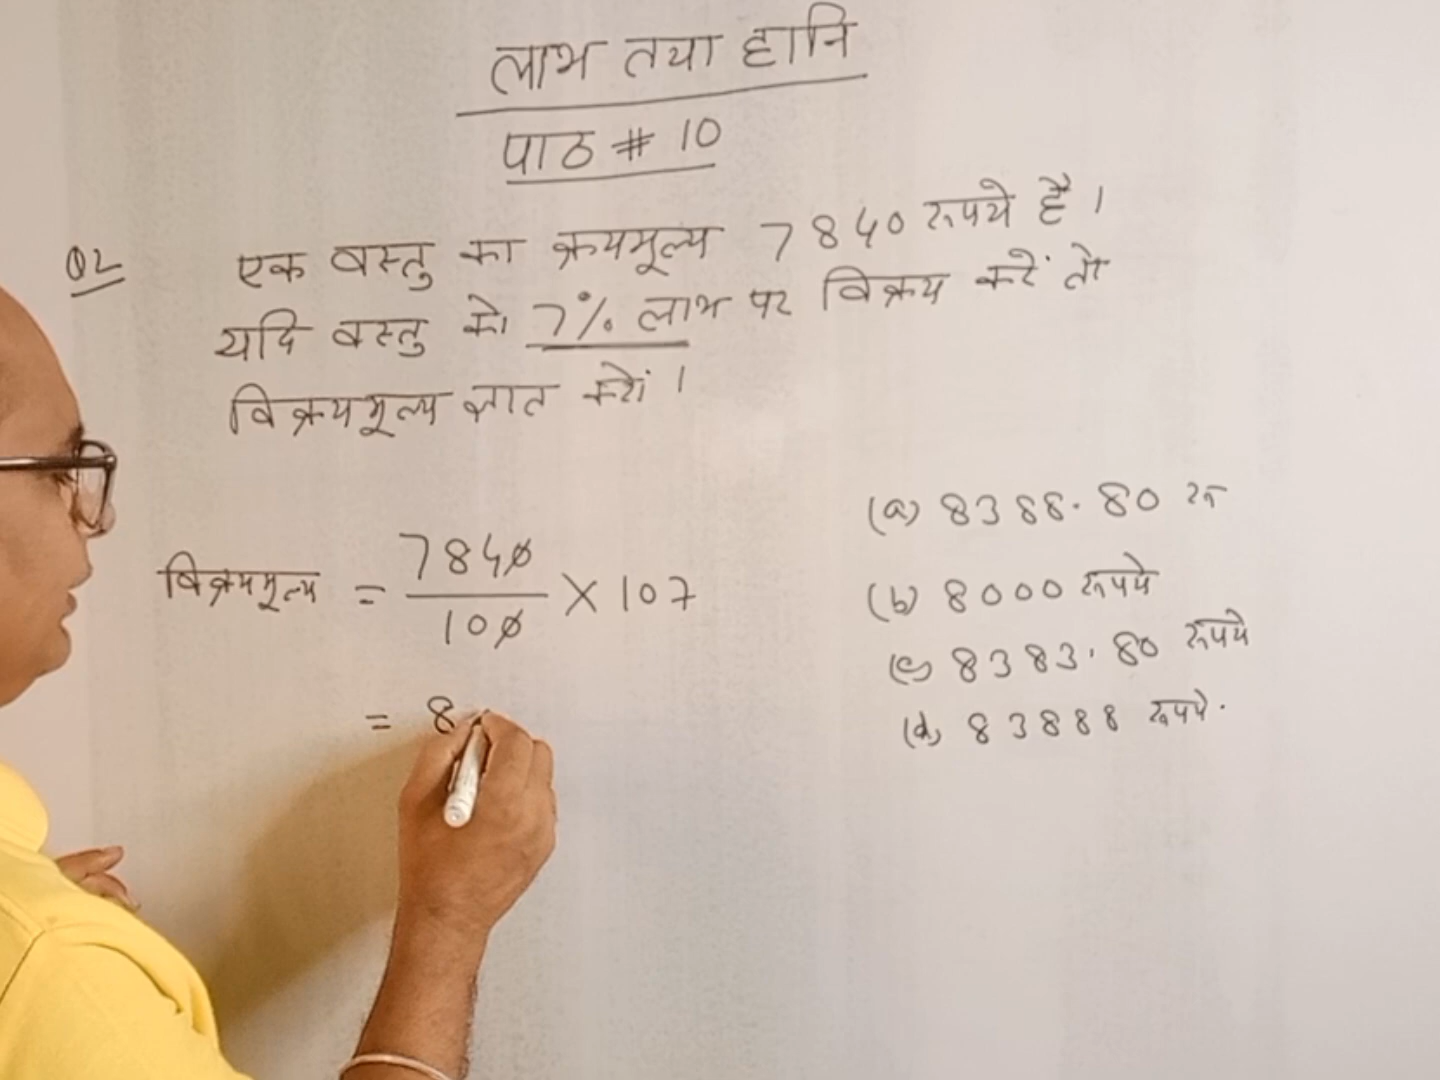 लाभ तथा हानि
पाठ # 10
Q2 एक वस्तु का क्रयमूल्य 7840 रूपये है।
यदि वस्तु को 7% लाभ पर विक्रय करें तो
विक्रयमूल्य ज्ञात करों।
विक्रयमूल्य = 7840/100 × 107
= 8
(a) 8388.80 रू
(b) 8000 रूपये
(c) 8383.80 रूपये
(d) 83888 रूपये.